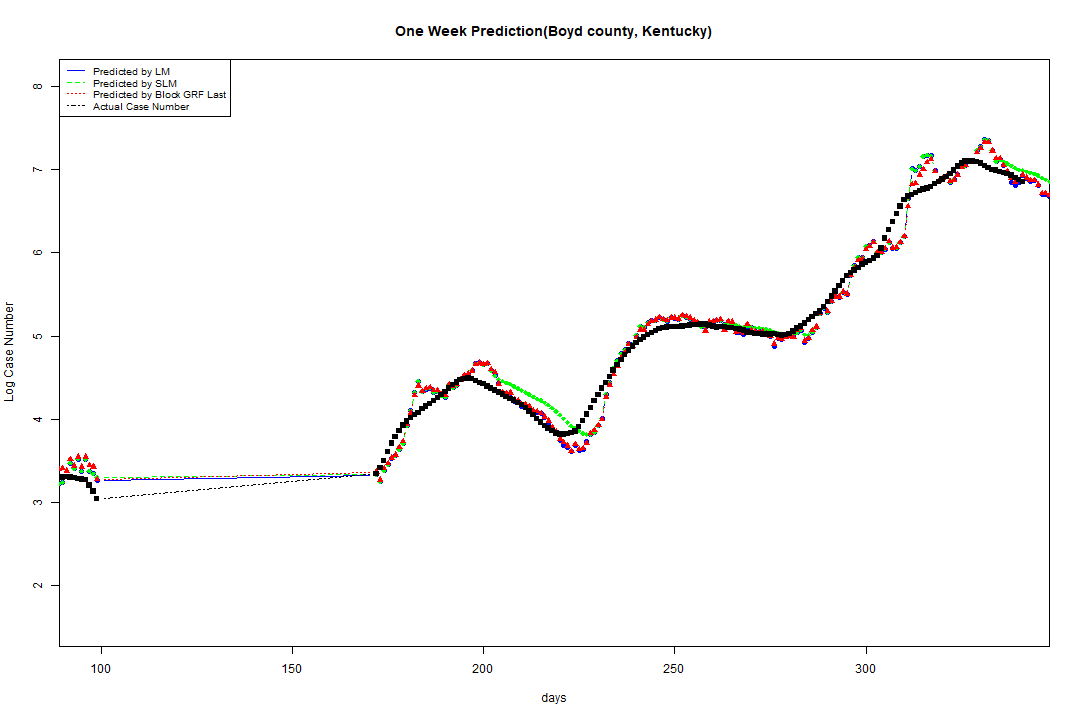 One Week Prediction(Boyd county, Kentucky)
Predicted by LM
Predicted by SLM
Predicted by Block GRF Last
Actual Case Number
8
7
6
5
4
3
2
Log Case Number
100 150 200 250 300
days